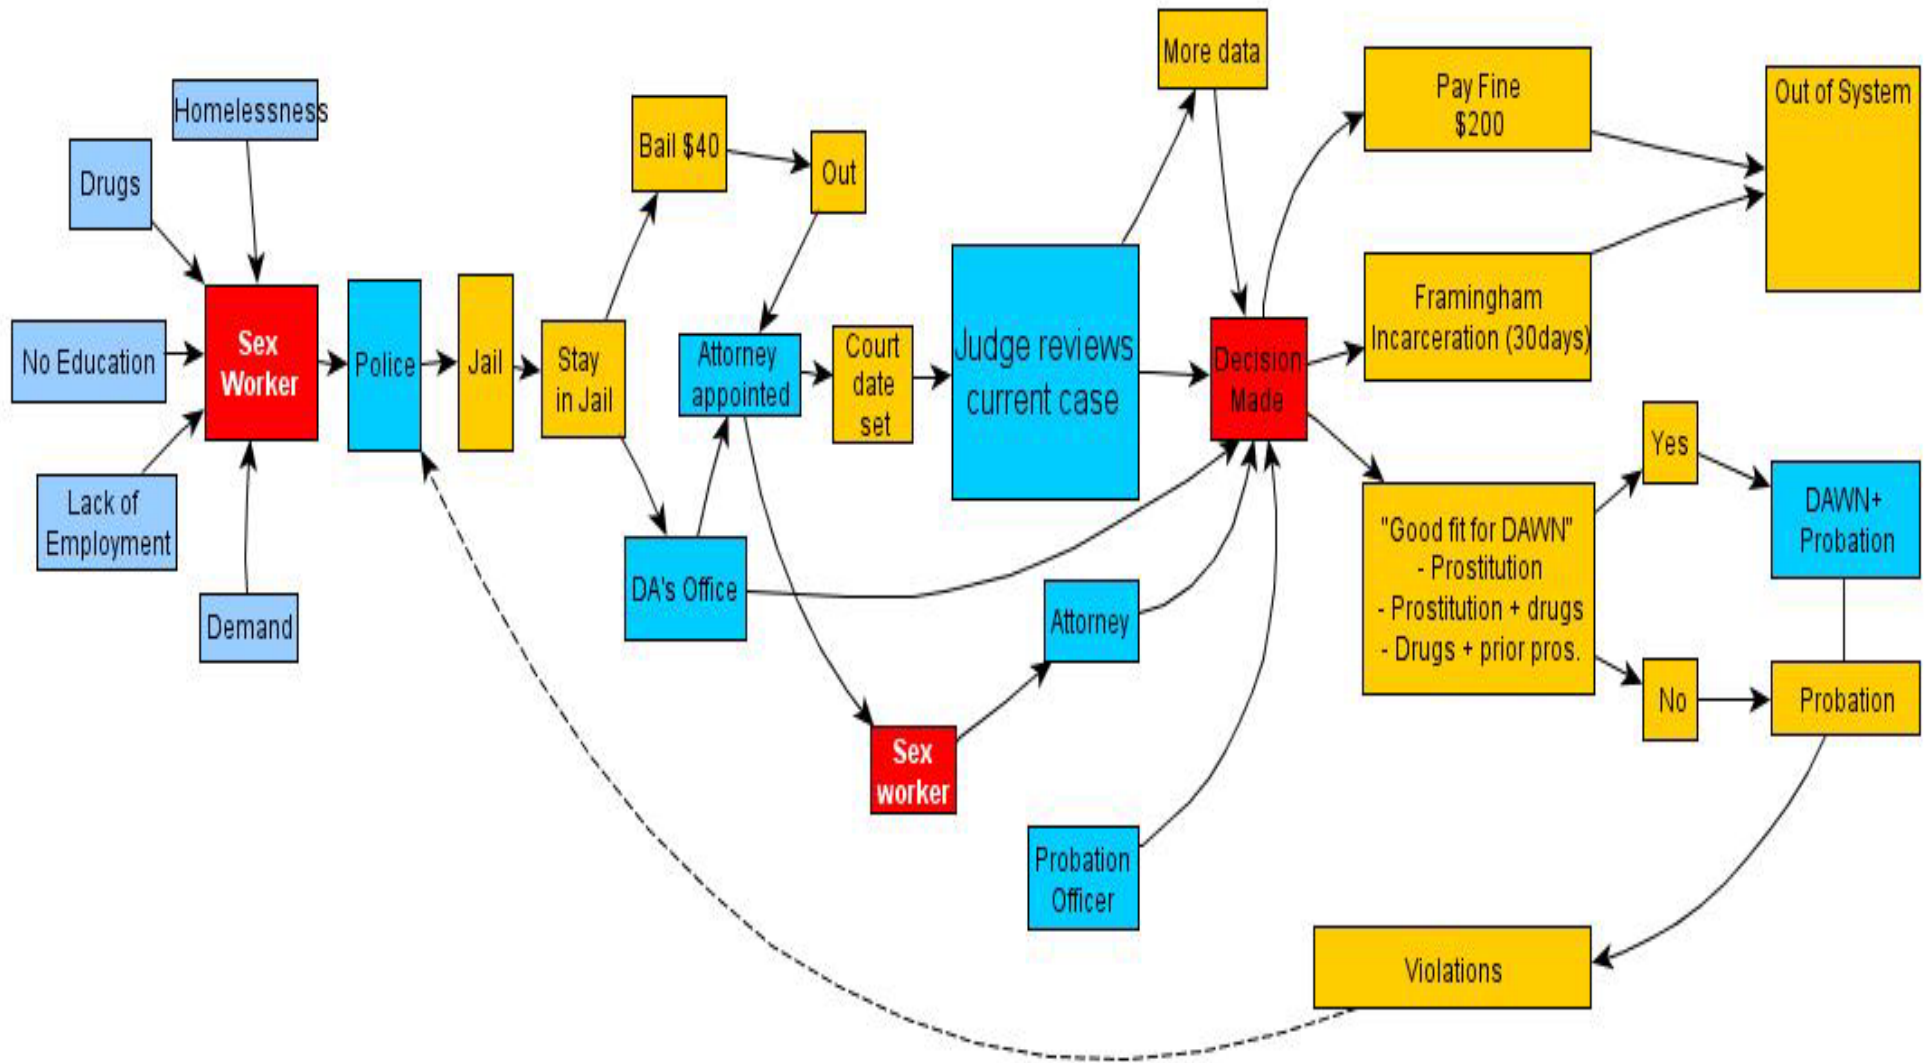 Homelessness
Drugs
No Education
Lack of
Employment
Demand
Sex
Worker
Police
Jail
Stay
in Jail
Bail $40
Out
DA's Office
Attorney
appointed
Court
date
set
Judge reviews
current case
More data
Sex
worker
Attorney
Probation
Officer
Decision
Made
Pay Fine
$200
Framingham
Incarceration (30days)
Out of System
"Good fit for DAWN"
- Prostitution
- Prostitution + drugs
- Drugs + prior pros.
Yes
No
DAWN+
Probation
Probation
Violations